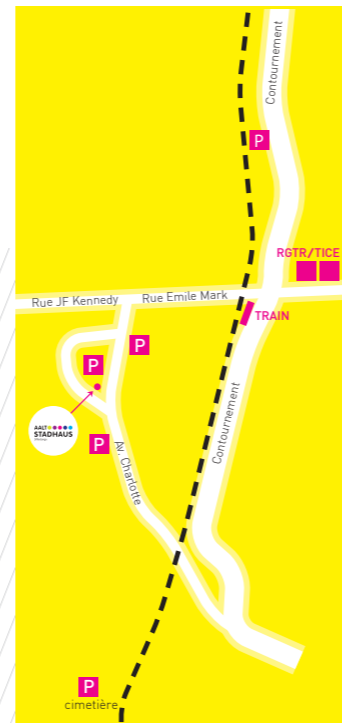 Contournement
P
RGTR/TICE
Rue JF Kennedy
Rue Emile Mark
TRAIN
P
P
AALT
STADHAUS
P
Av. Charlotte
Contournement
P
cimetière